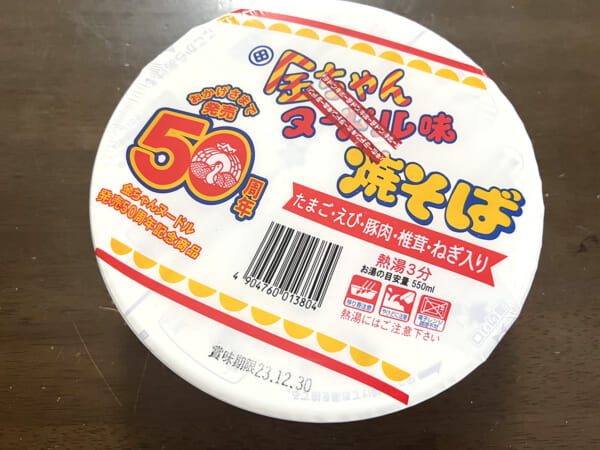 金ちゃん
ヌードル味
焼そば
おかげさまで
発売
50周年
金ちゃんヌードル
発売50周年記念商品
たまご・えび・豚肉・椎茸・ねぎ入り
熱湯3分
お湯の目安量 550ml
熱湯にはご注意下さい
4 904760 013804
賞味期限23.12.30